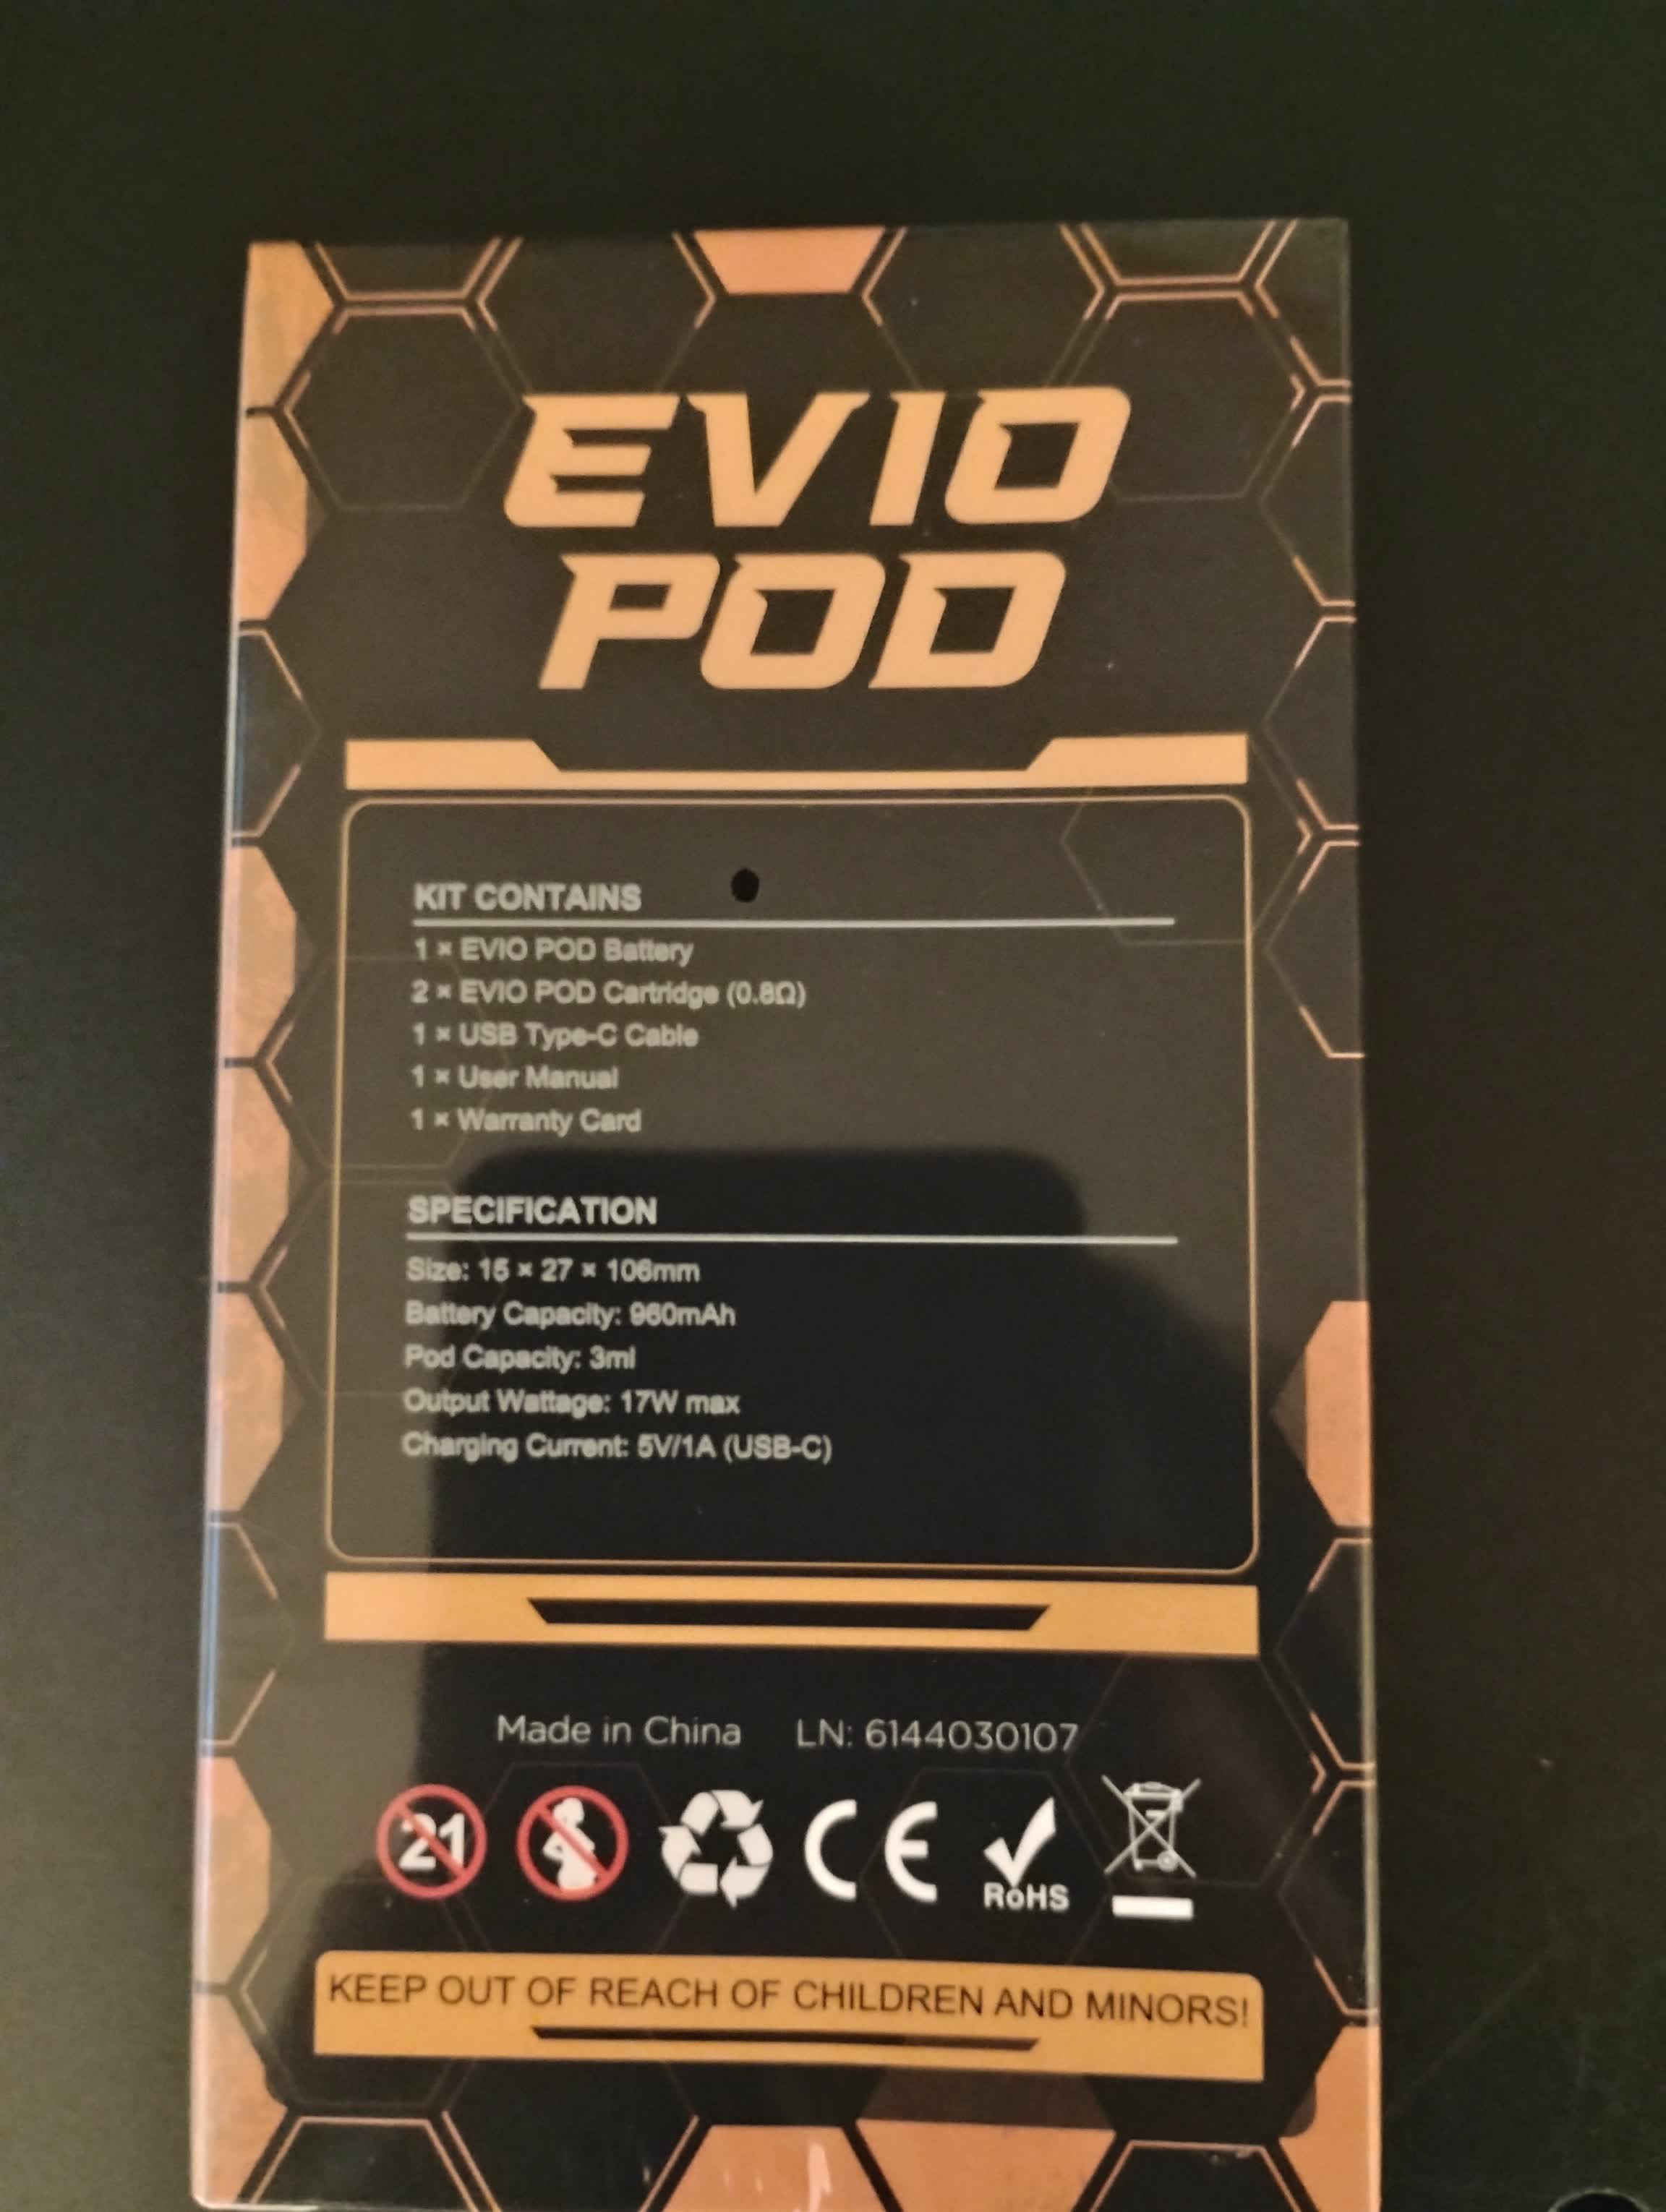 EVIO
POD
KIT CONTAINS
1 × EVIO POD Battery
2 × EVIO POD Cartridge (0.8Ω)
1 × USB Type-C Cable
1 × User Manual
1 × Warranty Card
SPECIFICATION
Size: 15 × 27 × 106mm
Battery Capacity: 960mAh
Pod Capacity: 3ml
Output Wattage: 17W max
Charging Current: 5V/1A (USB-C)
Made in China LN: 6144030107
21
CE
RoHS
KEEP OUT OF REACH OF CHILDREN AND MINORS!